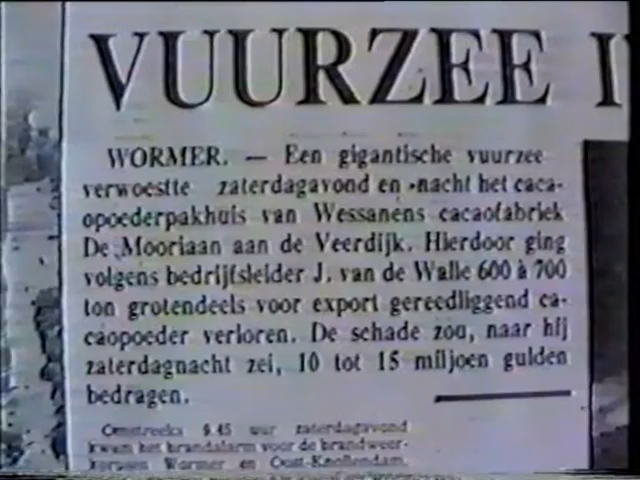 VUURZEE I
WORMER. — Een gigantische vuurzee
verwoestte zaterdagavond en -nacht het caca-
opoederpakhuis van Wessanens cacaofabriek
De Mooriaan aan de Veerdijk. Hierdoor ging
volgens bedrijfsleider J. van de Walle 600 à 700
ton grotendeels voor export gereedliggend ca-
caopoeder verloren. De schade zou, naar hij
zaterdagnacht zei, 10 tot 15 miljoen gulden
bedragen.
Omstreeks 9.45 uur zaterdagavond
kwam het brandalarm voor de brandweer-
korpsen Wormer en Oost-Knollendam.